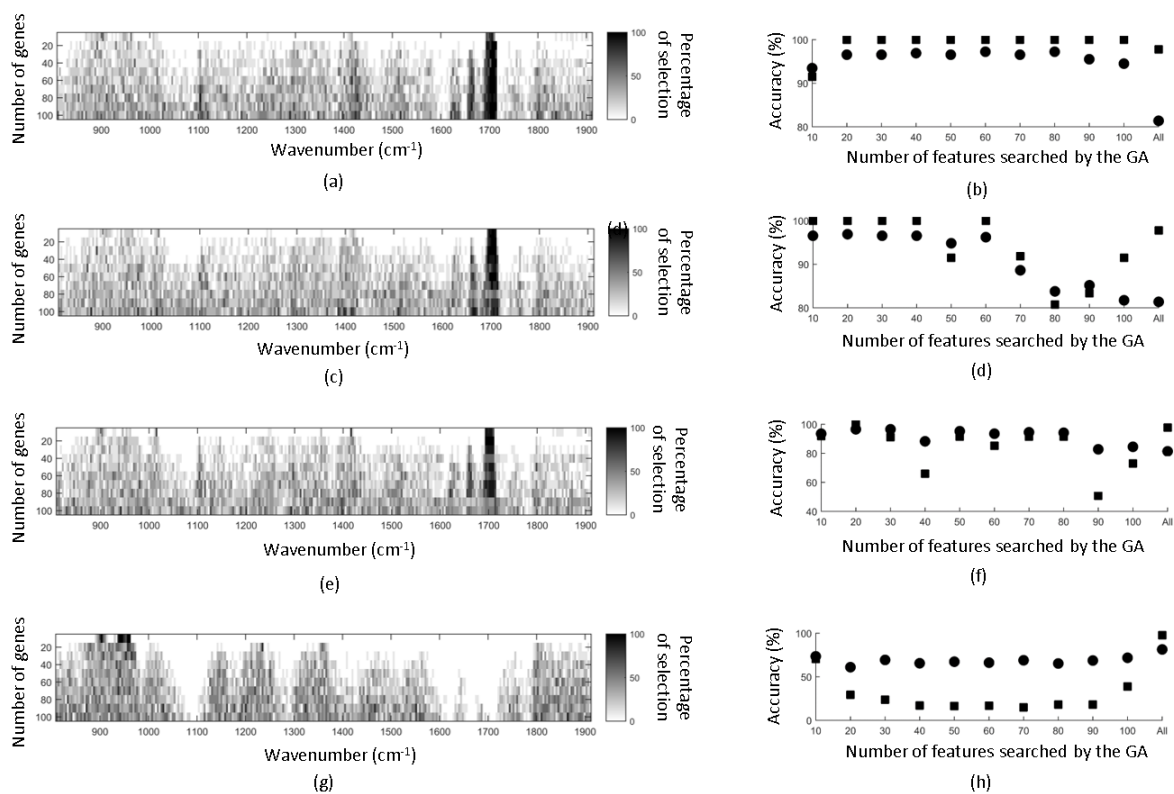 Number of genes
20
40
60
80
100
900 1000 1100 1200 1300 1400 1500 1600 1700 1800 1900
Wavenumber (cm-1)
100
50
0
Percentage
of selection
(a)
Accuracy (%)
100
90
80
10 20 30 40 50 60 70 80 90 100 All
Number of features searched by the GA
(b)
Number of genes
20
40
60
80
100
900 1000 1100 1200 1300 1400 1500 1600 1700 1800 1900
Wavenumber (cm-1)
(d)
100
50
0
Percentage
of selection
(c)
Accuracy (%)
100
90
80
10 20 30 40 50 60 70 80 90 100 All
Number of features searched by the GA
(d)
Number of genes
20
40
60
80
100
900 1000 1100 1200 1300 1400 1500 1600 1700 1800 1900
Wavenumber (cm-1)
100
50
0
Percentage
of selection
(e)
Accuracy (%)
100
80
60
40
10 20 30 40 50 60 70 80 90 100 All
Number of features searched by the GA
(f)
Number of genes
20
40
60
80
100
900 1000 1100 1200 1300 1400 1500 1600 1700 1800 1900
Wavenumber (cm-1)
100
50
0
Percentage
of selection
(g)
Accuracy (%)
100
50
0
10 20 30 40 50 60 70 80 90 100 All
Number of features searched by the GA
(h)